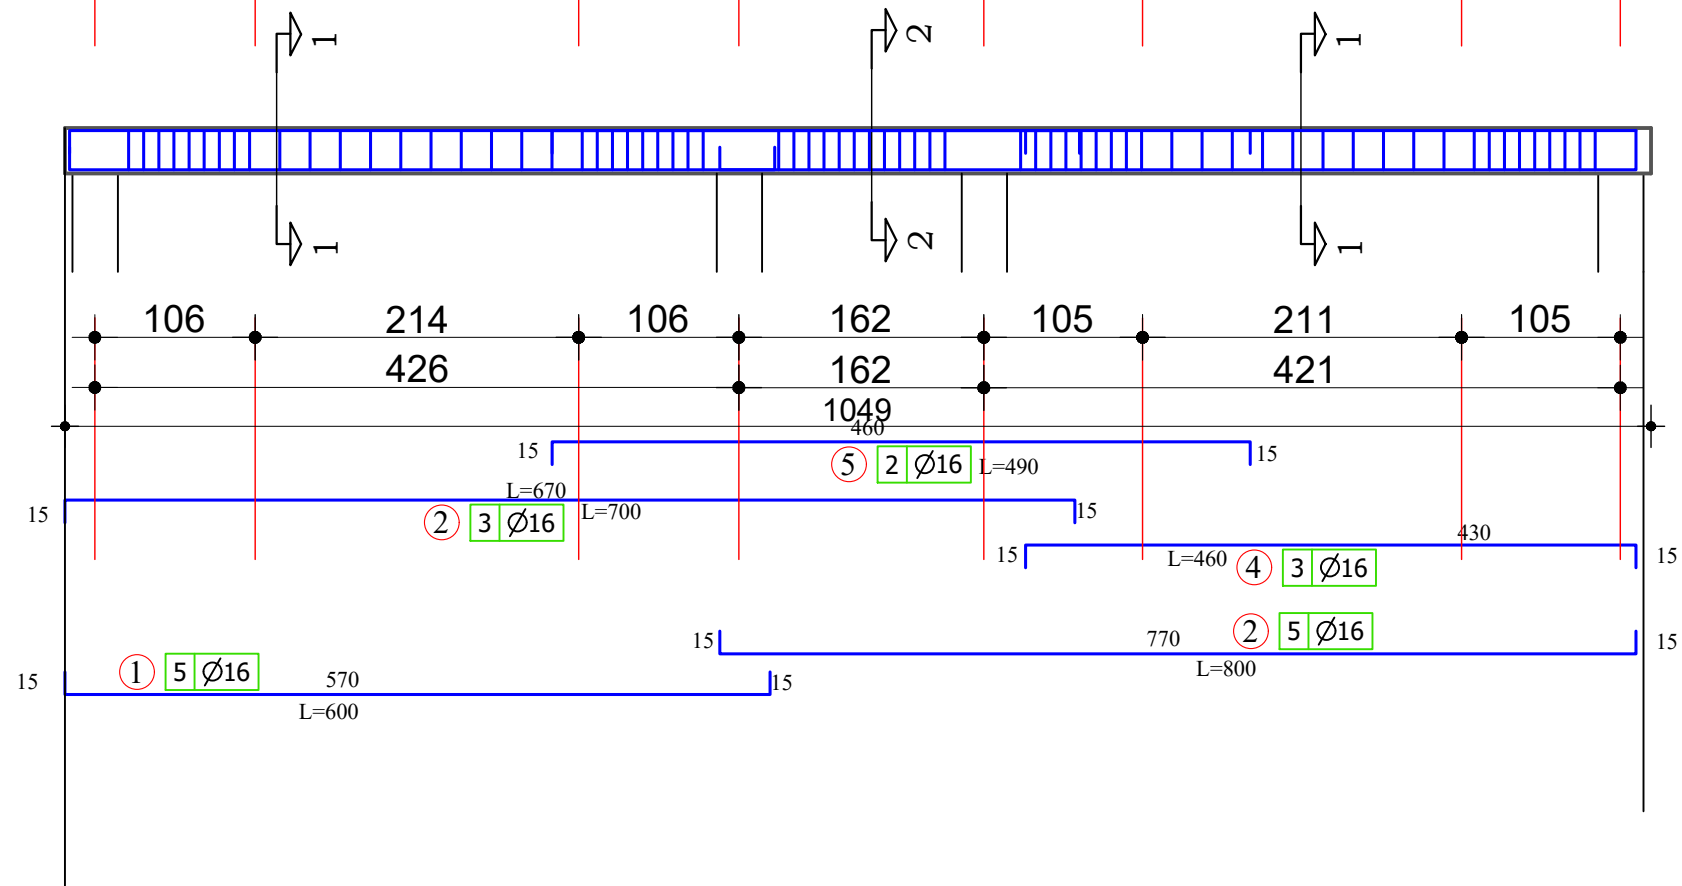 1 2 1
1 2 1
106 214 106 162 105 211 105
426 162 421
1049
460
15 5 2 Ø16 L=490 15
L=670
15 2 3 Ø16 L=700 15
430
15 L=460 4 3 Ø16 15
15 770 2 5 Ø16 15
L=800
15 1 5 Ø16 570 15
L=600